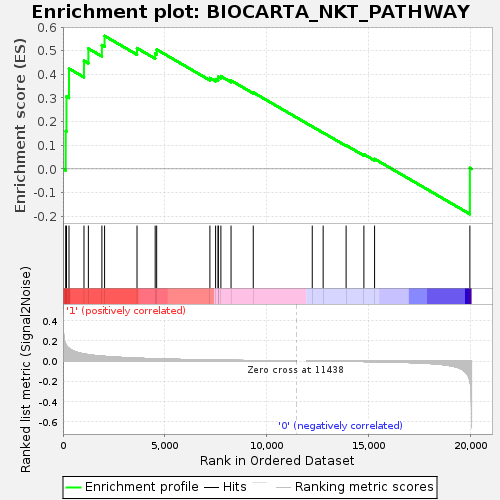 Enrichment plot: BIOCARTA_NKT_PATHWAY
Enrichment score (ES)
0.6
0.5
0.4
0.3
0.2
0.1
0.0
-0.1
-0.2
'1' (positively correlated)
Ranked list metric (Signal2Noise)
0.4
0.2
0.0
-0.2
-0.4
-0.6
Zero cross at 11438
'0' (negatively correlated)
0
5,000
10,000
15,000
20,000
Rank in Ordered Dataset
Enrichment profile
Hits
Ranking metric scores